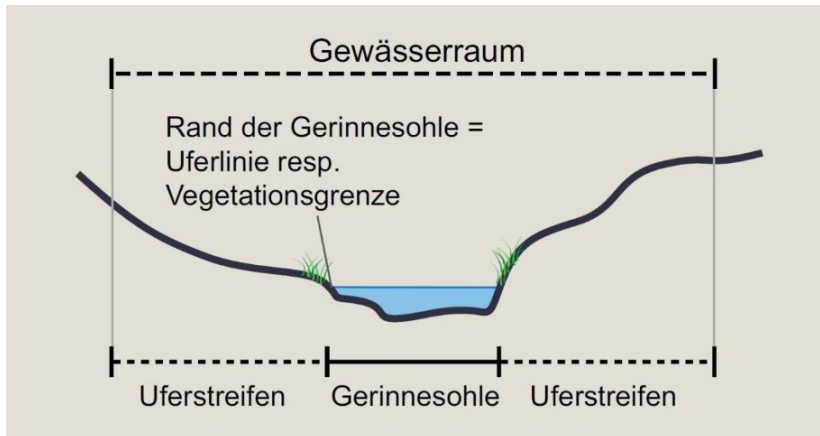 Gewässerraum
Rand der Gerinnesohle =
Uferlinie resp.
Vegetationsgrenze
Uferstreifen Gerinnesohle Uferstreifen